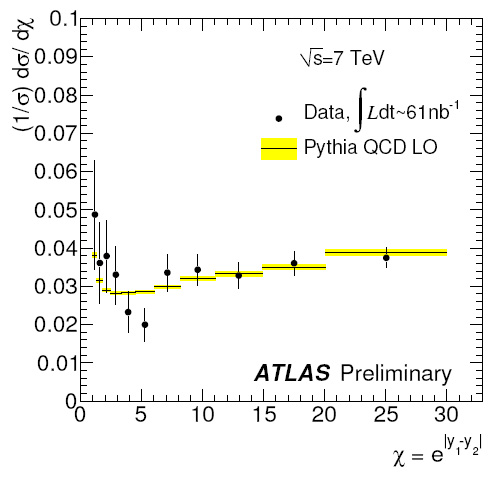 (1/σ) dσ/ dχ
0.1
0.09
0.08
0.07
0.06
0.05
0.04
0.03
0.02
0.01
0
√s=7 TeV
Data, ∫Ldt~61nb⁻¹
Pythia QCD LO
ATLAS Preliminary
0 5 10 15 20 25 30
χ = e^|y₁-y₂|